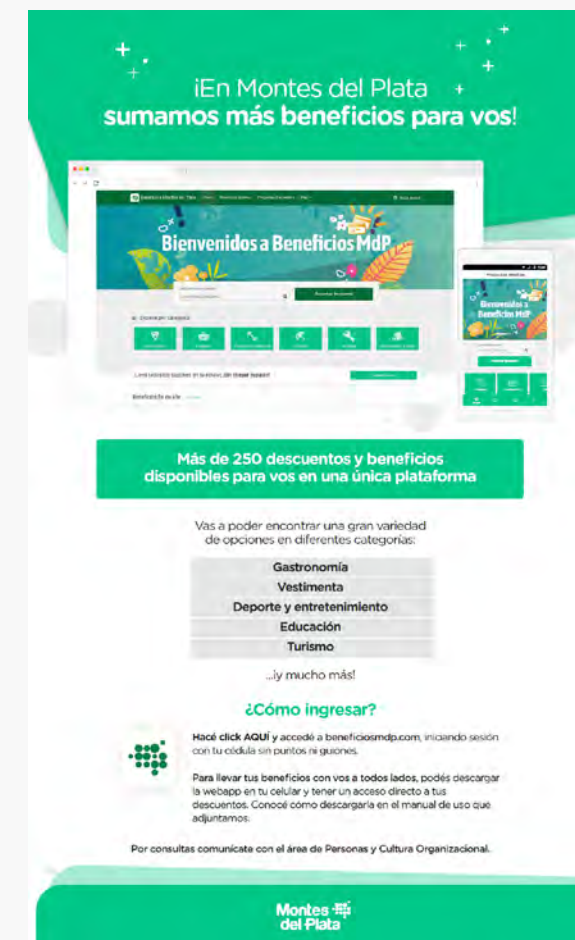 ¡En Montes del Plata
sumamos más beneficios para vos!
Bienvenidos a Beneficios MdP
Bienvenidos a
Beneficios MdP
Más de 250 descuentos y beneficios
disponibles para vos en una única plataforma
Vas a poder encontrar una gran variedad
de opciones en diferentes categorías:
Gastronomía
Vestimenta
Deporte y entretenimiento
Educación
Turismo
...¡y mucho más!
¿Cómo ingresar?
Hacé click AQUÍ y accedé a beneficiosmdp.com, iniciando sesión
con tu cédula sin puntos ni guiones.
Para llevar tus beneficios con vos a todos lados, podés descargar
la webapp en tu celular y tener un acceso directo a tus
descuentos. Conocé cómo descargarla en el manual de uso que
adjuntamos.
Por consultas comunicate con el área de Personas y Cultura Organizacional.
Montes
del Plata